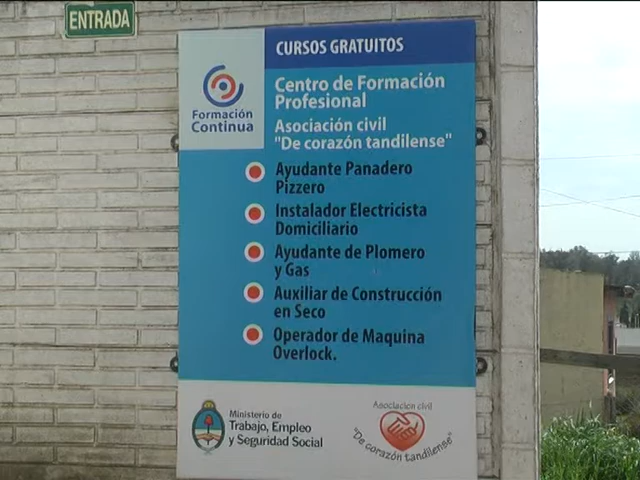 ENTRADA
CURSOS GRATUITOS
Formación
Continua
Centro de Formación
Profesional
Asociación civil
"De corazón tandilense"
Ayudante Panadero
Pizzero
Instalador Electricista
Domiciliario
Ayudante de Plomero
y Gas
Auxiliar de Construcción
en Seco
Operador de Maquina
Overlock.
Ministerio de
Trabajo, Empleo
y Seguridad Social
Asociacion civil
"De corazón tandilense"